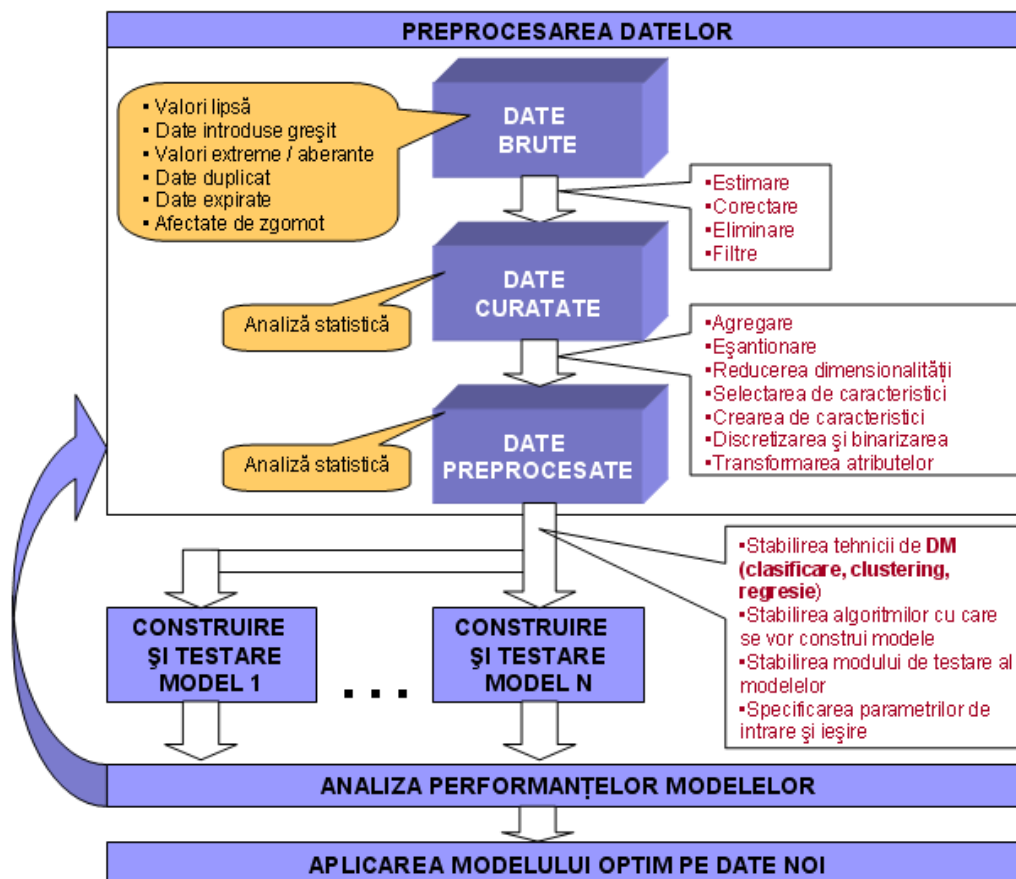 PREPROCESAREA DATELOR
▪ Valori lipsă
▪ Date introduse greşit
▪ Valori extreme / aberante
▪ Date duplicat
▪ Date expirate
▪ Afectate de zgomot
DATE
BRUTE
▪Estimare
▪Corectare
▪Eliminare
▪Filtre
DATE
CURATATE
Analiză statistică
▪Agregare
▪Eşantionare
▪Reducerea dimensionalităţii
▪Selectarea de caracteristici
▪Crearea de caracteristici
▪Discretizarea şi binarizarea
▪Transformarea atributelor
DATE
PREPROCESATE
Analiză statistică
▪Stabilirea tehnicii de DM
(clasificare, clustering,
regresie)
▪Stabilirea algoritmilor cu care
se vor construi modele
▪Stabilirea modului de testare al
modelelor
▪Specificarea parametrilor de
intrare şi ieşire
CONSTRUIRE
ŞI TESTARE
MODEL 1
. . .
CONSTRUIRE
ŞI TESTARE
MODEL N
ANALIZA PERFORMANŢELOR MODELELOR
APLICAREA MODELULUI OPTIM PE DATE NOI